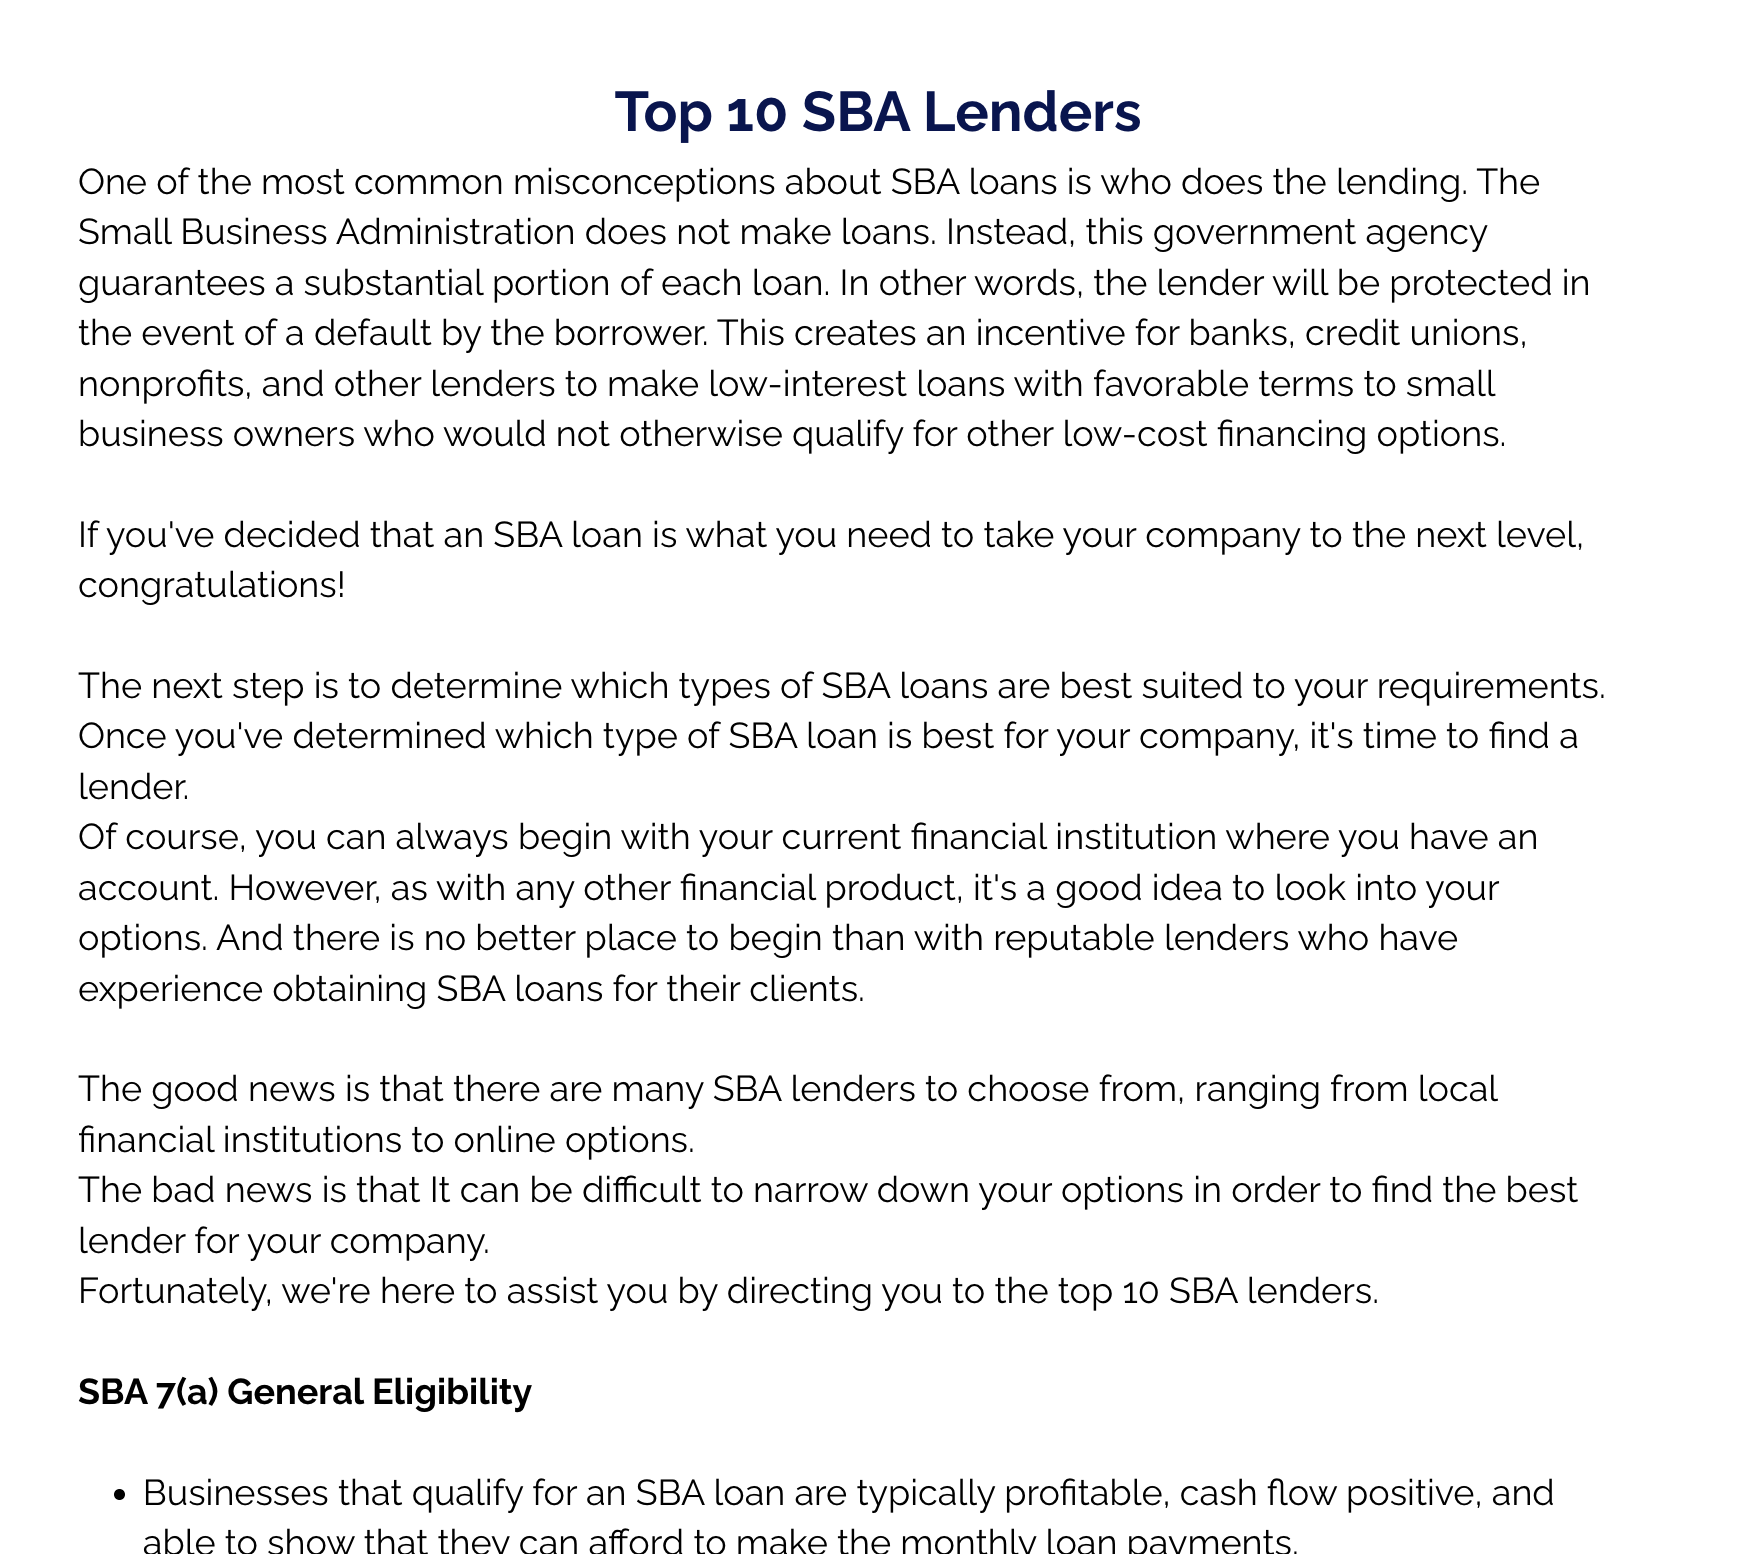 Top 10 SBA Lenders
One of the most common misconceptions about SBA loans is who does the lending. The
Small Business Administration does not make loans. Instead, this government agency
guarantees a substantial portion of each loan. In other words, the lender will be protected in
the event of a default by the borrower. This creates an incentive for banks, credit unions,
nonprofits, and other lenders to make low-interest loans with favorable terms to small
business owners who would not otherwise qualify for other low-cost financing options.
If you've decided that an SBA loan is what you need to take your company to the next level,
congratulations!
The next step is to determine which types of SBA loans are best suited to your requirements.
Once you've determined which type of SBA loan is best for your company, it's time to find a
lender.
Of course, you can always begin with your current financial institution where you have an
account. However, as with any other financial product, it's a good idea to look into your
options. And there is no better place to begin than with reputable lenders who have
experience obtaining SBA loans for their clients.
The good news is that there are many SBA lenders to choose from, ranging from local
financial institutions to online options.
The bad news is that It can be difficult to narrow down your options in order to find the best
lender for your company.
Fortunately, we're here to assist you by directing you to the top 10 SBA lenders.
SBA 7(a) General Eligibility
• Businesses that qualify for an SBA loan are typically profitable, cash flow positive, and
able to show that they can afford to make the monthly loan payments.